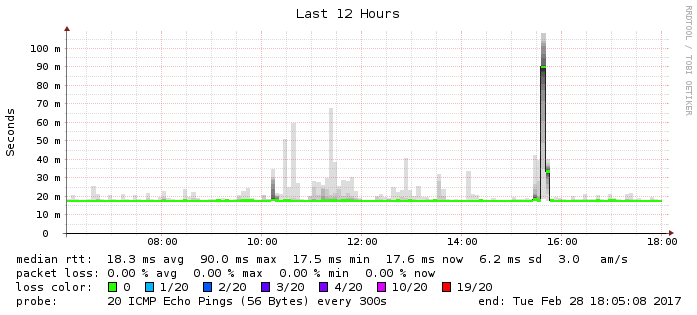 Last 12 Hours
RRDTOOL / TOBI OETIKER
Seconds
100 m
90 m
80 m
70 m
60 m
50 m
40 m
30 m
20 m
10 m
0
08:00 10:00 12:00 14:00 16:00 18:00
median rtt: 18.3 ms avg 90.0 ms max 17.5 ms min 17.6 ms now 6.2 ms sd 3.0 am/s
packet loss: 0.00 % avg 0.00 % max 0.00 % min 0.00 % now
loss color: 0 1/20 2/20 3/20 4/20 10/20 19/20
probe: 20 ICMP Echo Pings (56 Bytes) every 300s end: Tue Feb 28 18:05:08 2017